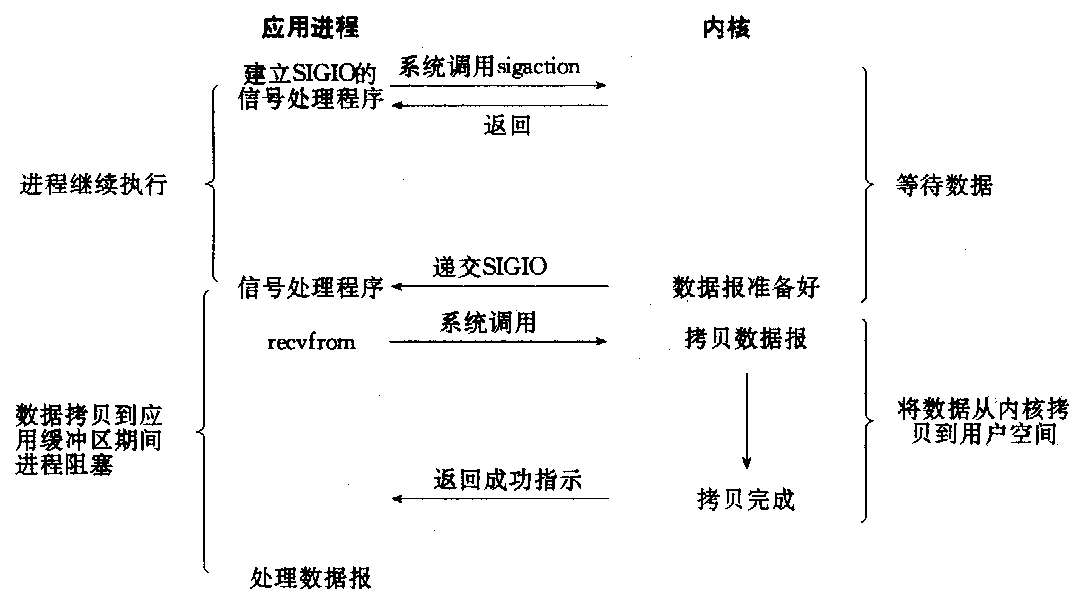 应用进程
内核
建立SIGIO的
信号处理程序
系统调用sigaction
返回
进程继续执行
等待数据
递交SIGIO
信号处理程序
数据报准备好
系统调用
recvfrom
拷贝数据报
数据拷贝到应
用缓冲区期间
进程阻塞
将数据从内核拷
贝到用户空间
返回成功指示
拷贝完成
处理数据报